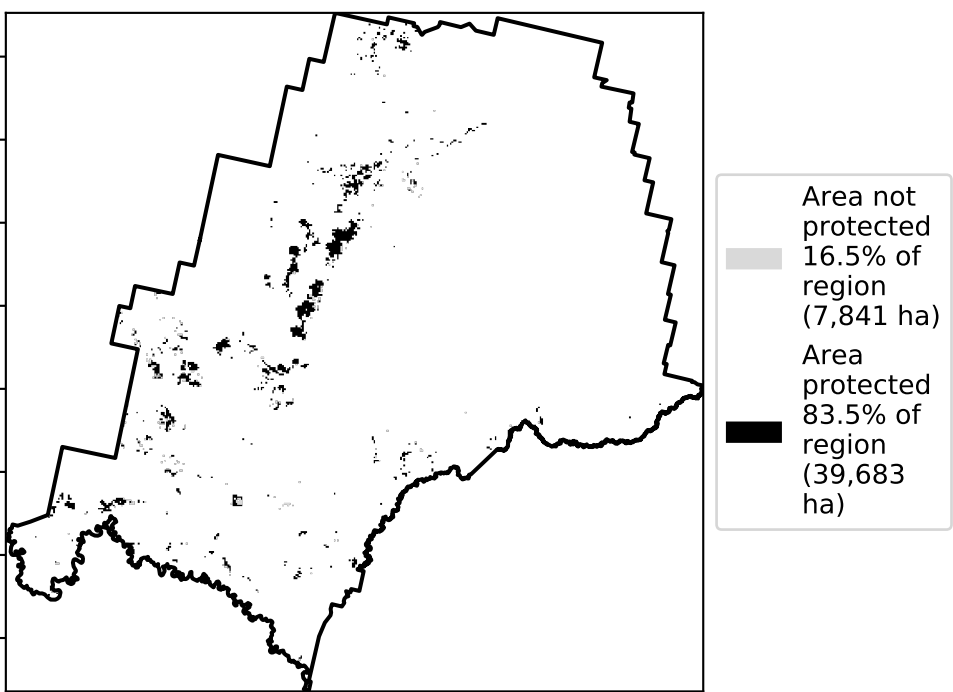 Area not
protected
16.5% of
region
(7,841 ha)
Area
protected
83.5% of
region
(39,683
ha)